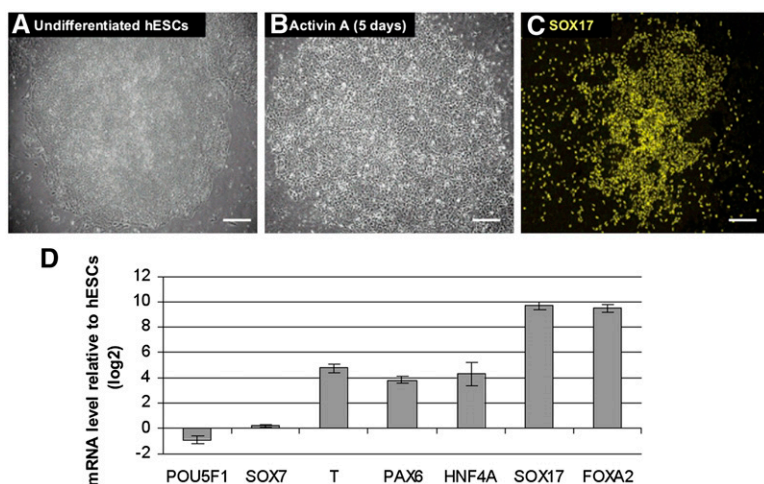 A Undifferentiated hESCs
B Activin A (5 days)
C SOX17
D
mRNA level relative to hESCs
(log2)
12
10
8
6
4
2
0
-2
POU5F1 SOX7 T PAX6 HNF4A SOX17 FOXA2